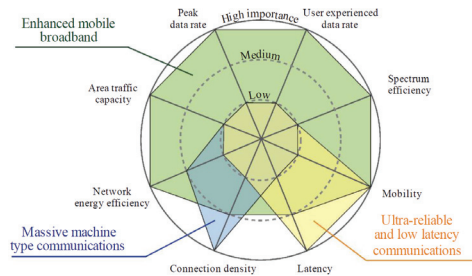 Enhanced mobile
broadband
Peak
data rate
High importance
User experienced
data rate
Medium
Low
Area traffic
capacity
Spectrum
efficiency
Network
energy efficiency
Mobility
Massive machine
type communications
Ultra-reliable
and low latency
communications
Connection density
Latency